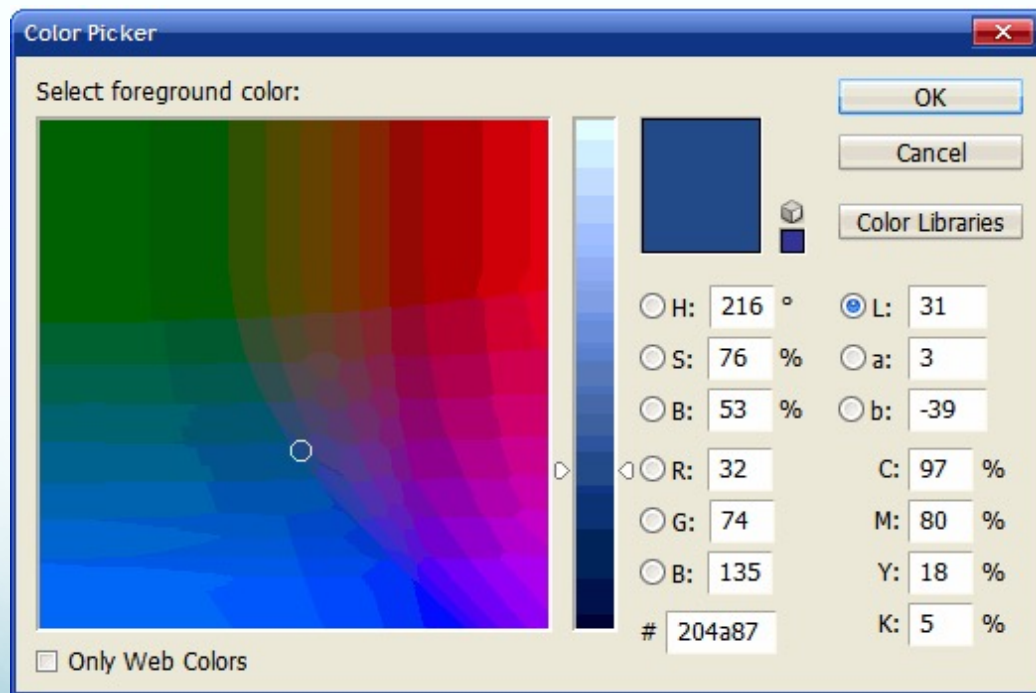 Color Picker
Select foreground color:
OK
Cancel
Color Libraries
H: 216 ° L: 31
S: 76 % a: 3
B: 53 % b: -39
R: 32 C: 97 %
G: 74 M: 80 %
B: 135 Y: 18 %
# 204a87 K: 5 %
Only Web Colors